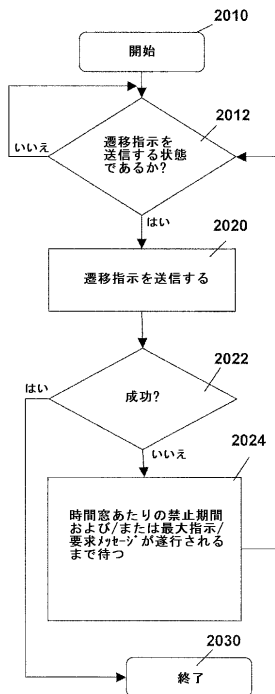 2010
開始
2012
遷移指示を
送信する状態
であるか?
いいえ
はい
2020
遷移指示を送信する
2022
はい
成功?
いいえ
2024
時間窓あたりの禁止期間
および/または最大指示/
要求ﾒｯｾｰｼﾞが遂行される
まで待つ
2030
終了